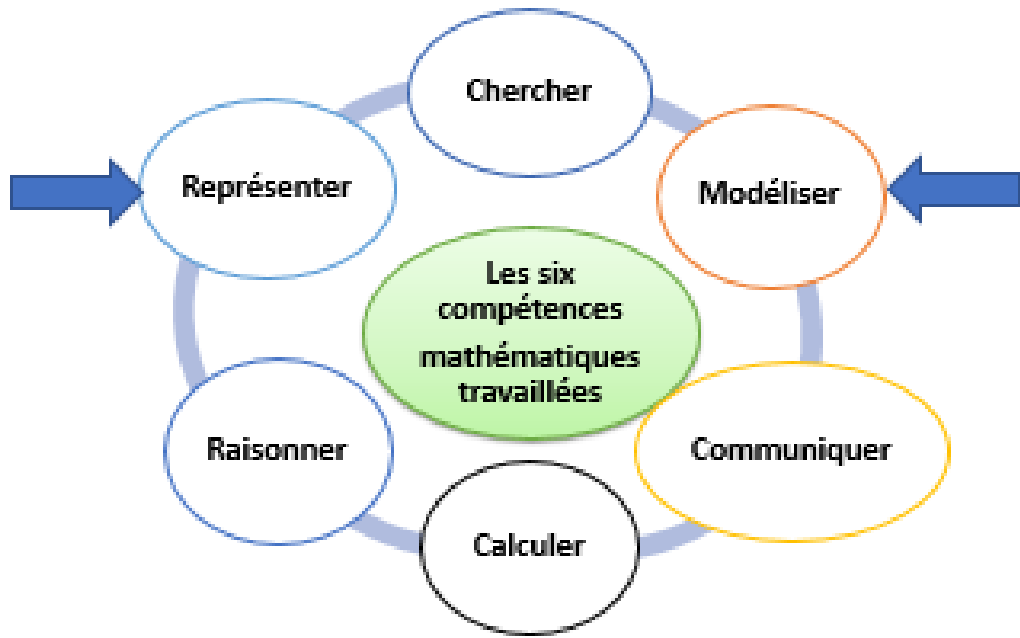 Chercher
Représenter
Modéliser
Les six
compétences
mathématiques
travaillées
Raisonner
Communiquer
Calculer